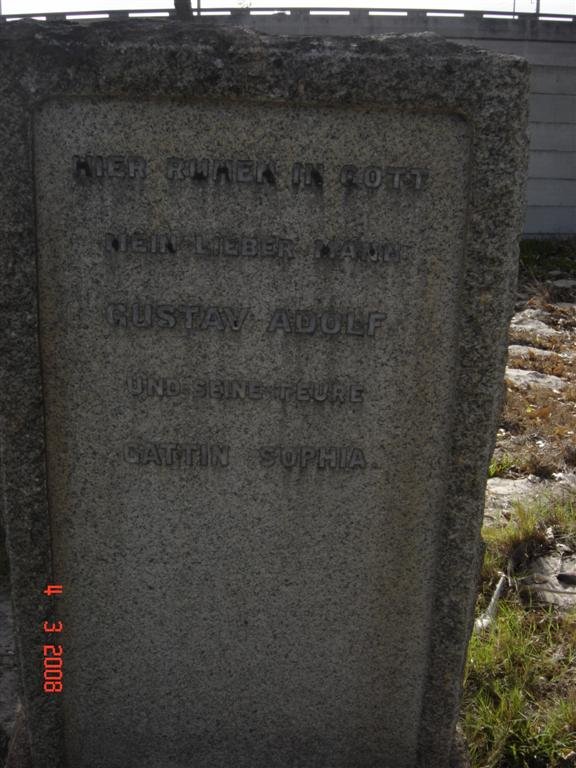 HIER RUHEN IN GOTT
MEIN LIEBER MANN
GUSTAV ADOLF
UND SEINE TEURE
GATTIN SOPHIA
4 3 2008